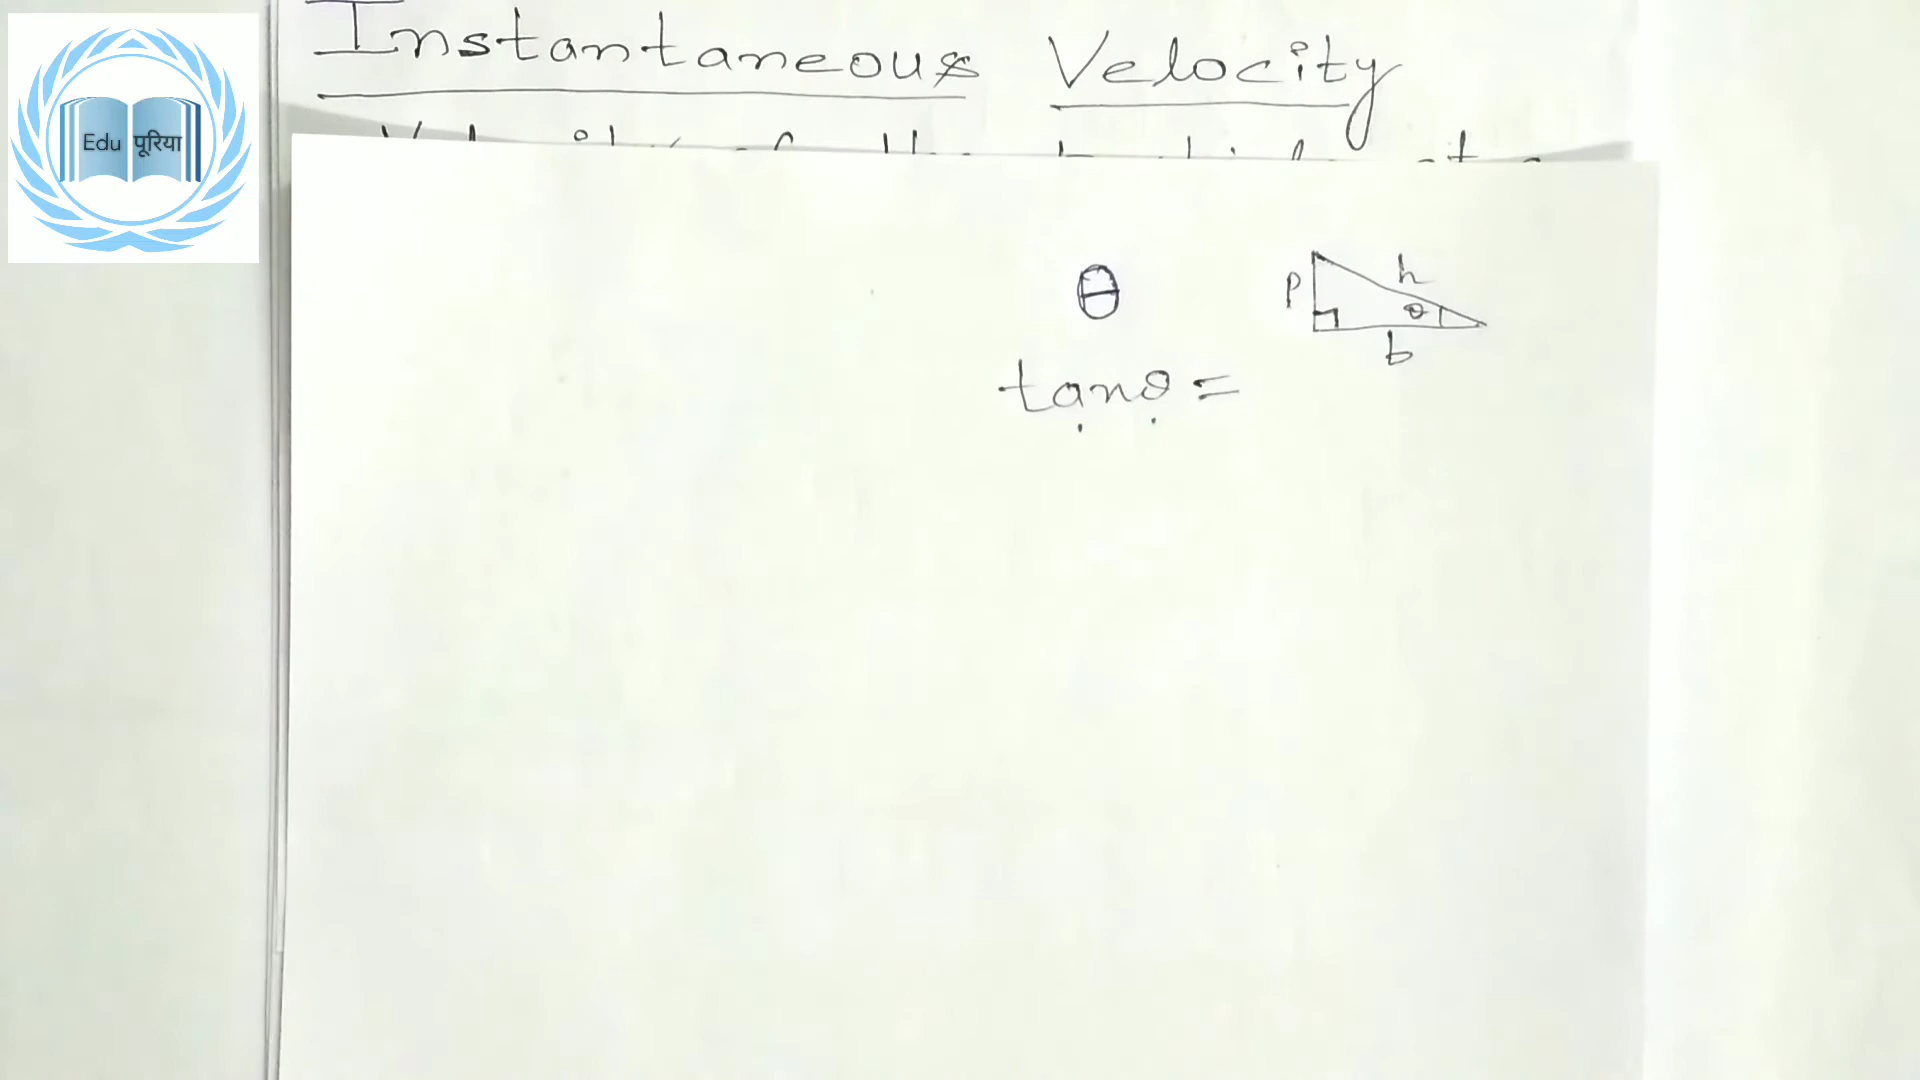 Instantaneous Velocity
Edu पूरिया
θ
P
h
θ
b
tanθ =